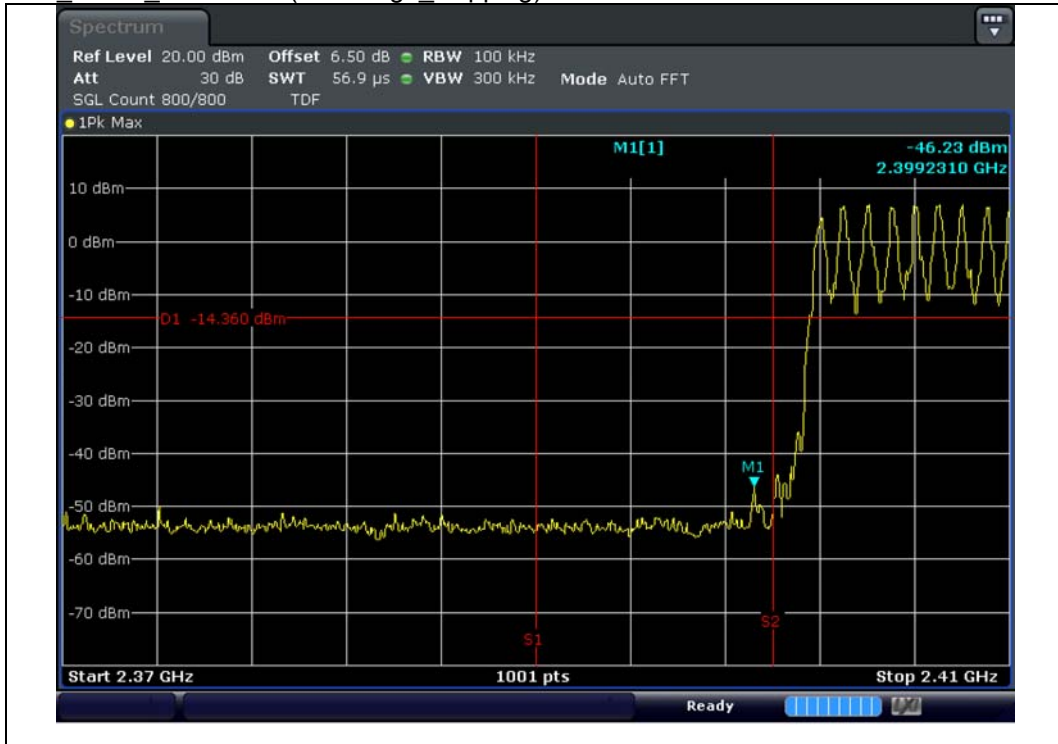 Spectrum
Ref Level 20.00 dBm Offset 6.50 dB RBW 100 kHz
Att 30 dB SWT 56.9 µs VBW 300 kHz Mode Auto FFT
SGL Count 800/800 TDF
1Pk Max
M1[1] -46.23 dBm
2.3992310 GHz
10 dBm
0 dBm
-10 dBm
D1 -14.360 dBm
-20 dBm
-30 dBm
-40 dBm
M1
-50 dBm
-60 dBm
-70 dBm
S2
S1
Start 2.37 GHz 1001 pts Stop 2.41 GHz
Ready